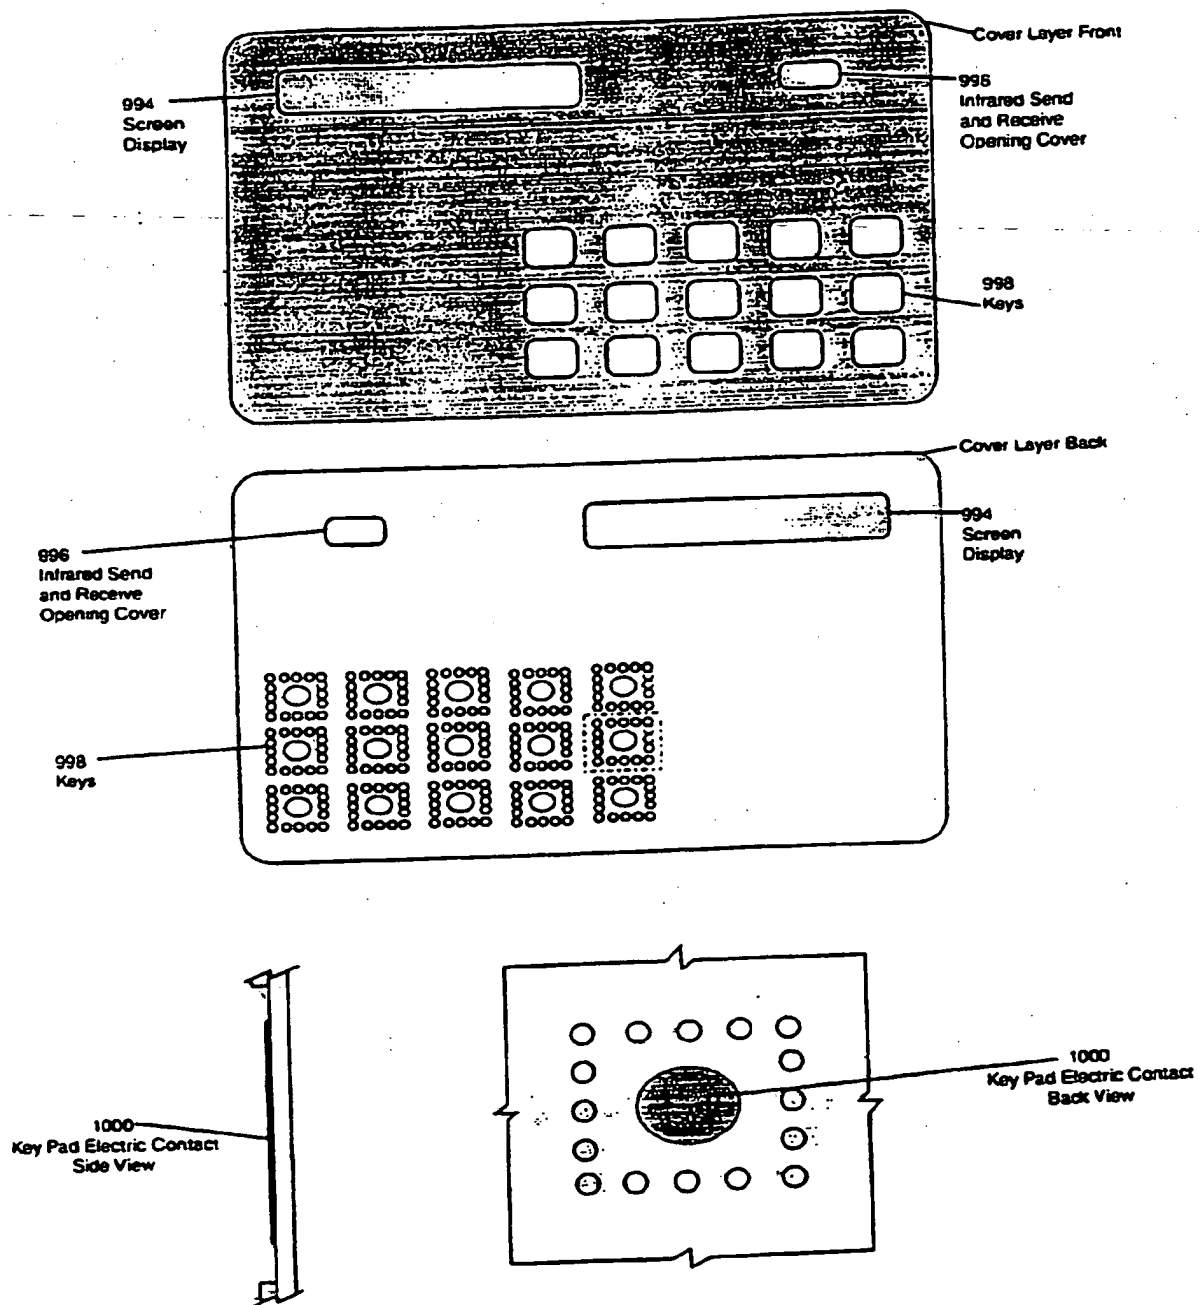 Cover Layer Front
994
Screen
Display
996
Infrared Send
and Receive
Opening Cover
998
Keys
Cover Layer Back
996
Infrared Send
and Receive
Opening Cover
994
Screen
Display
998
Keys
1000
Key Pad Electric Contact
Back View
1000
Key Pad Electric Contact
Side View